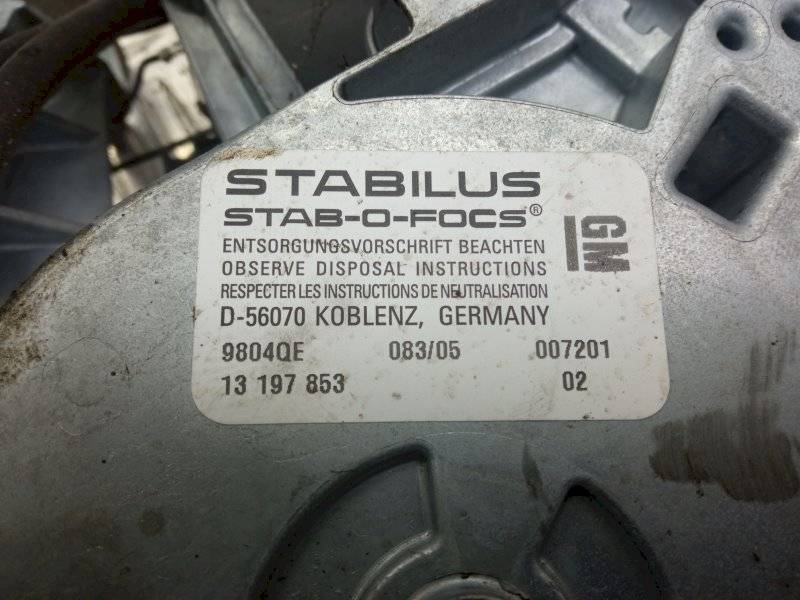 STABILUS
STAB-O-FOCS®
GM
ENTSORGUNGSVORSCHRIFT BEACHTEN
OBSERVE DISPOSAL INSTRUCTIONS
RESPECTER LES INSTRUCTIONS DE NEUTRALISATION
D-56070 KOBLENZ, GERMANY
9804QE 083/05 007201
13 197 853 02